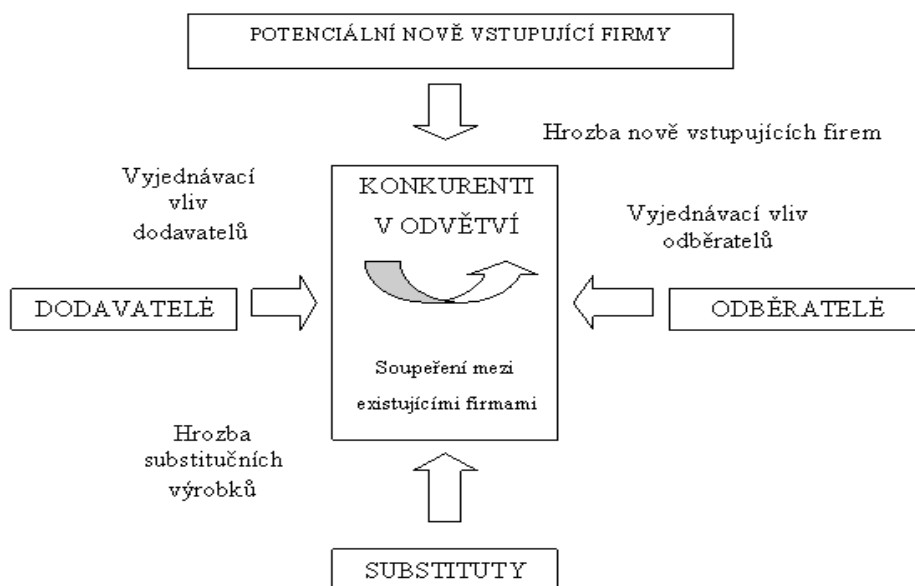 POTENCIÁLNÍ NOVĚ VSTUPUJÍCÍ FIRMY
Hrozba nově vstupujících firem
Vyjednávací
vliv
dodavatelů
KONKURENTI
V ODVĚTVÍ
Vyjednávací vliv
odběratelů
DODAVATELÉ
ODBĚRATELÉ
Soupeření mezi
existujícími firmami
Hrozba
substitučních
výrobků
SUBSTITUTY